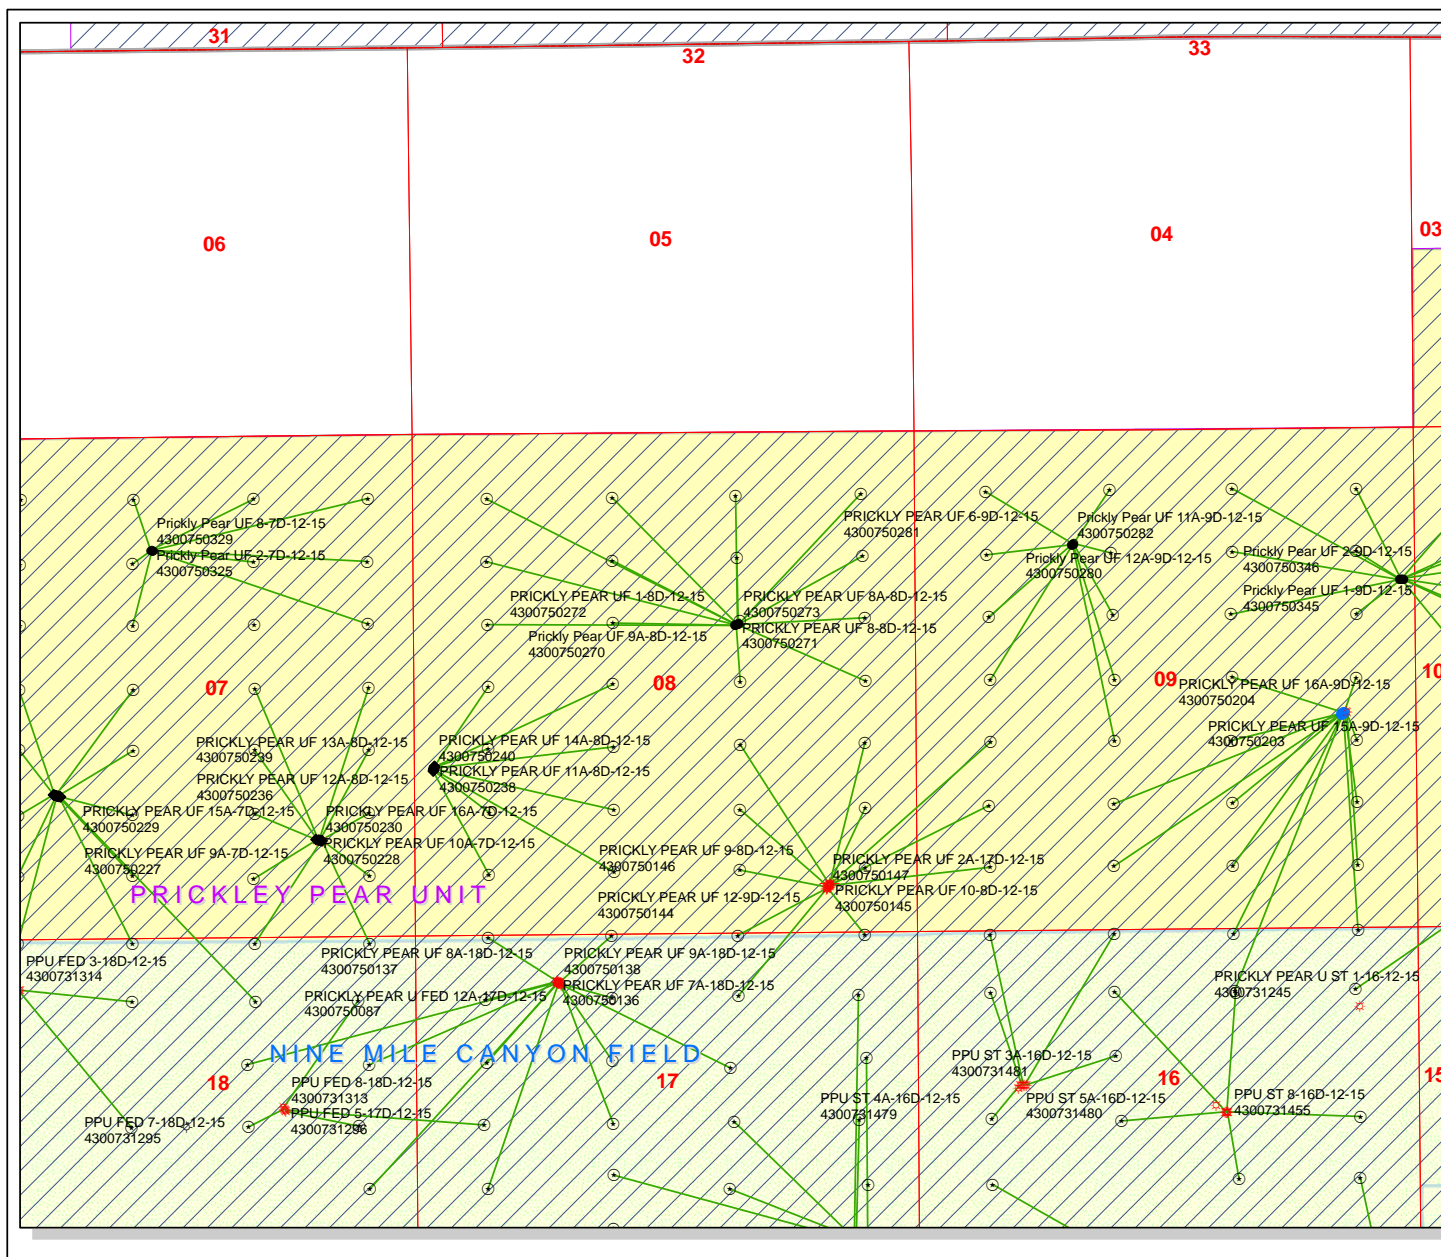 31
32
33
06
05
04
03
Prickly Pear UF 8-7D-12-15
4300750329
Prickly Pear UF 2-7D-12-15
4300750325
PRICKLY PEAR UF 6-9D-12-15
4300750281
Prickly Pear UF 11A-9D-12-15
4300750282
Prickly Pear UF 12A-9D-12-15
4300750280
Prickly Pear UF 2-9D-12-15
4300750346
Prickly Pear UF 1-9D-12-15
4300750345
PRICKLY PEAR UF 1-8D-12-15
4300750272
PRICKLY PEAR UF 8A-8D-12-15
4300750273
Prickly Pear UF 9A-8D-12-15
4300750270
PRICKLY PEAR UF 8-8D-12-15
4300750271
07
08
09
10
PRICKLY PEAR UF 16A-9D-12-15
4300750204
PRICKLY PEAR UF 15A-9D-12-15
4300750203
PRICKLY PEAR UF 13A-8D-12-15
4300750239
PRICKLY PEAR UF 14A-8D-12-15
4300750240
PRICKLY PEAR UF 12A-8D-12-15
4300750236
PRICKLY PEAR UF 11A-8D-12-15
4300750238
PRICKLY PEAR UF 15A-7D-12-15
4300750229
PRICKLY PEAR UF 16A-7D-12-15
4300750230
PRICKLY PEAR UF 9A-7D-12-15
4300750227
PRICKLY PEAR UF 10A-7D-12-15
4300750228
PRICKLY PEAR UF 9-8D-12-15
4300750146
PRICKLY PEAR UF 2A-17D-12-15
4300750147
PRICKLY PEAR UF 12-9D-12-15
4300750144
PRICKLY PEAR UF 10-8D-12-15
4300750145
PRICKLEY PEAR UNIT
PPU FED 3-18D-12-15
4300731314
PRICKLY PEAR UF 8A-18D-12-15
4300750137
PRICKLY PEAR UF 9A-18D-12-15
4300750138
PRICKLY PEAR U FED 12A-17D-12-15
4300750087
PRICKLY PEAR UF 7A-18D-12-15
4300750136
PRICKLY PEAR U ST 1-16-12-15
4300731245
NINE MILE CANYON FIELD
18
17
16
15
PPU FED 8-18D-12-15
4300731313
PPU FED 7-18D-12-15
4300731295
PPU FED 5-17D-12-15
4300731296
PPU ST 3A-16D-12-15
4300731481
PPU ST 4A-16D-12-15
4300731479
PPU ST 5A-16D-12-15
4300731480
PPU ST 8-16D-12-15
4300731455